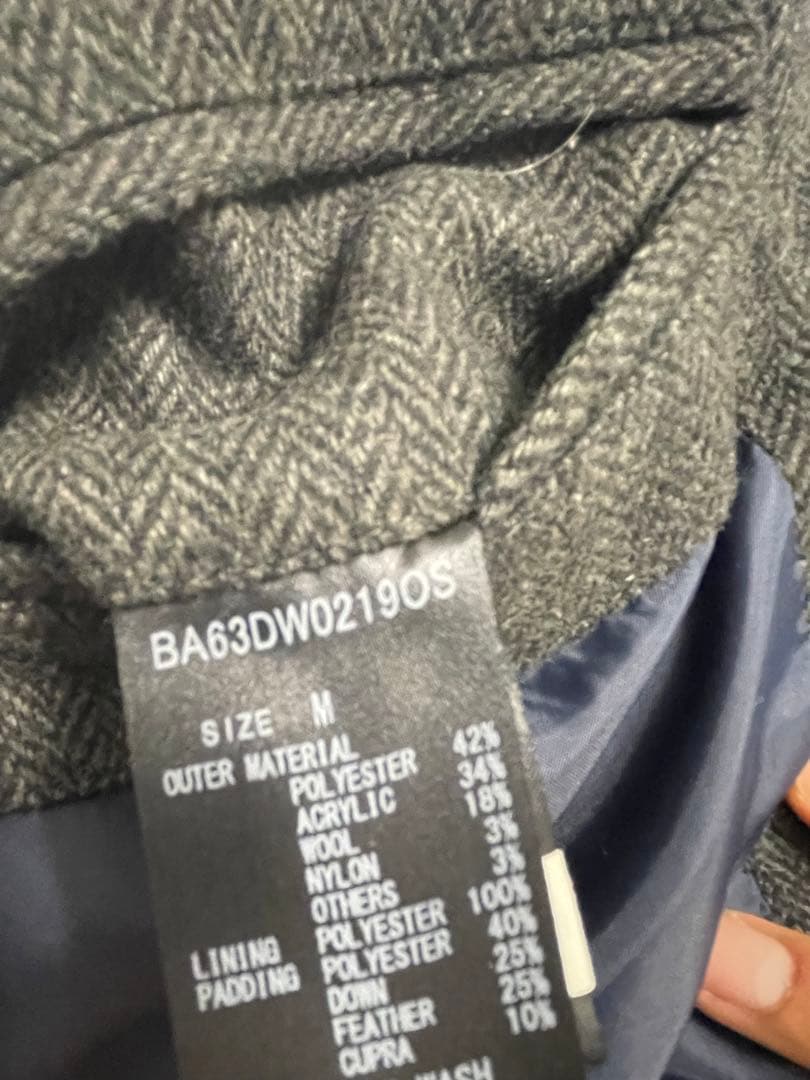 BA63DW0219OS
SIZE M
OUTER MATERIAL
POLYESTER 42%
ACRYLIC 34%
WOOL 18%
NYLON 3%
OTHERS 3%
LINING POLYESTER 100%
PADDING POLYESTER 40%
DOWN 25%
FEATHER 25%
CUPRA 10%
WASH